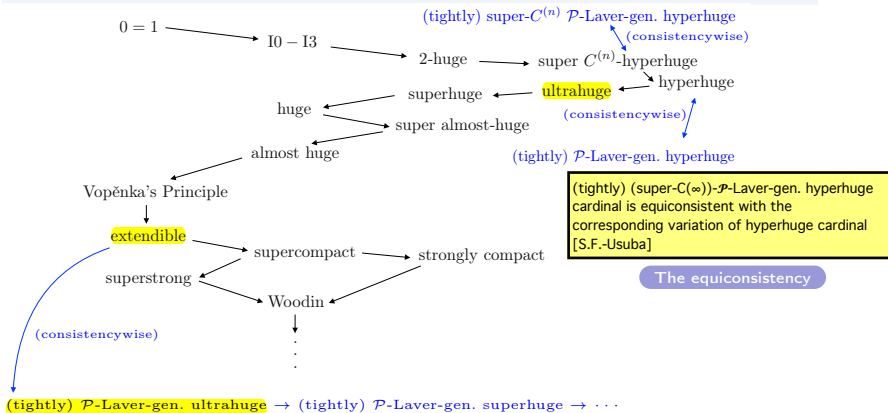 0 = 1
(tightly) super-C^(n) 𝒫-Laver-gen. hyperhuge
(consistencywise)
I0 – I3
2-huge
super C^(n)-hyperhuge
hyperhuge
ultrahuge
superhuge
huge
(consistencywise)
super almost-huge
almost huge
(tightly) 𝒫-Laver-gen. hyperhuge
Vopěnka's Principle
(tightly) (super-C(∞))-𝒫-Laver-gen. hyperhuge
cardinal is equiconsistent with the
corresponding variation of hyperhuge cardinal
[S.F.-Usuba]
extendible
supercompact
strongly compact
superstrong
The equiconsistency
Woodin
(consistencywise)
(tightly) 𝒫-Laver-gen. ultrahuge → (tightly) 𝒫-Laver-gen. superhuge → · · ·